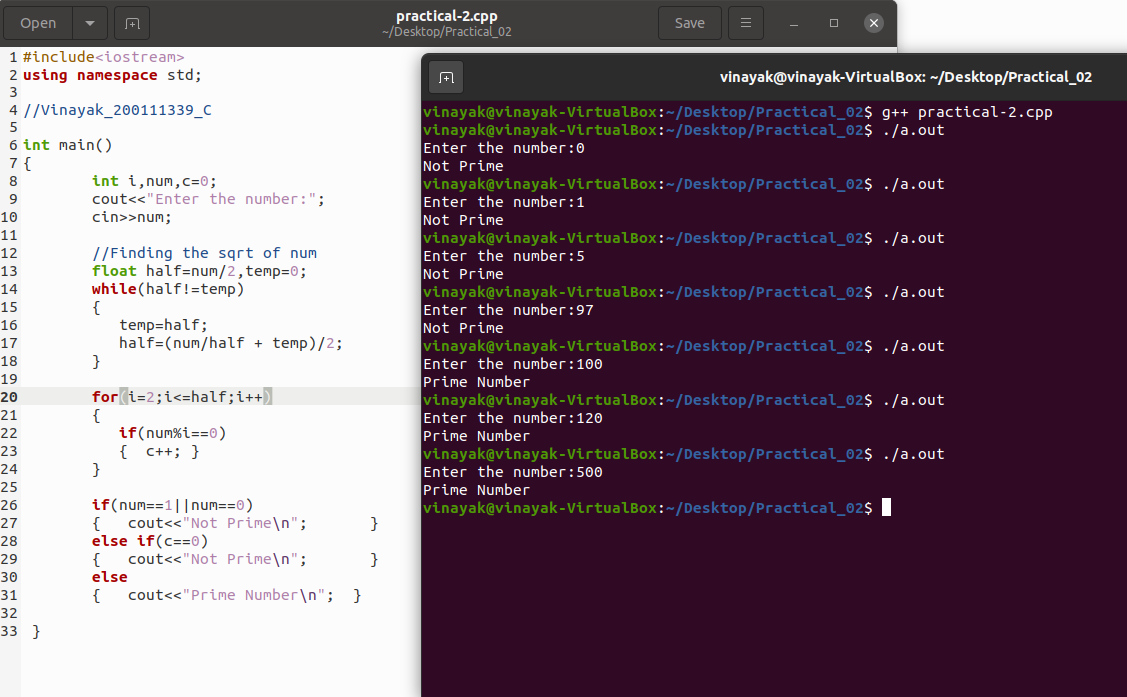 Open
practical-2.cpp
~/Desktop/Practical_02
Save
1 #include<iostream>
2 using namespace std;
3
4 //Vinayak_200111339_C
5
6 int main()
7 {
8 int i,num,c=0;
9 cout<<"Enter the number:";
10 cin>>num;
11
12 //Finding the sqrt of num
13 float half=num/2,temp=0;
14 while(half!=temp)
15 {
16 temp=half;
17 half=(num/half + temp)/2;
18 }
19
20 for(i=2;i<=half;i++)
21 {
22 if(num%i==0)
23 { c++; }
24 }
25
26 if(num==1||num==0)
27 { cout<<"Not Prime\n"; }
28 else if(c==0)
29 { cout<<"Not Prime\n"; }
30 else
31 { cout<<"Prime Number\n"; }
32
33 }
vinayak@vinayak-VirtualBox: ~/Desktop/Practical_02
vinayak@vinayak-VirtualBox:~/Desktop/Practical_02$ g++ practical-2.cpp
vinayak@vinayak-VirtualBox:~/Desktop/Practical_02$ ./a.out
Enter the number:0
Not Prime
vinayak@vinayak-VirtualBox:~/Desktop/Practical_02$ ./a.out
Enter the number:1
Not Prime
vinayak@vinayak-VirtualBox:~/Desktop/Practical_02$ ./a.out
Enter the number:5
Not Prime
vinayak@vinayak-VirtualBox:~/Desktop/Practical_02$ ./a.out
Enter the number:97
Not Prime
vinayak@vinayak-VirtualBox:~/Desktop/Practical_02$ ./a.out
Enter the number:100
Prime Number
vinayak@vinayak-VirtualBox:~/Desktop/Practical_02$ ./a.out
Enter the number:120
Prime Number
vinayak@vinayak-VirtualBox:~/Desktop/Practical_02$ ./a.out
Enter the number:500
Prime Number
vinayak@vinayak-VirtualBox:~/Desktop/Practical_02$